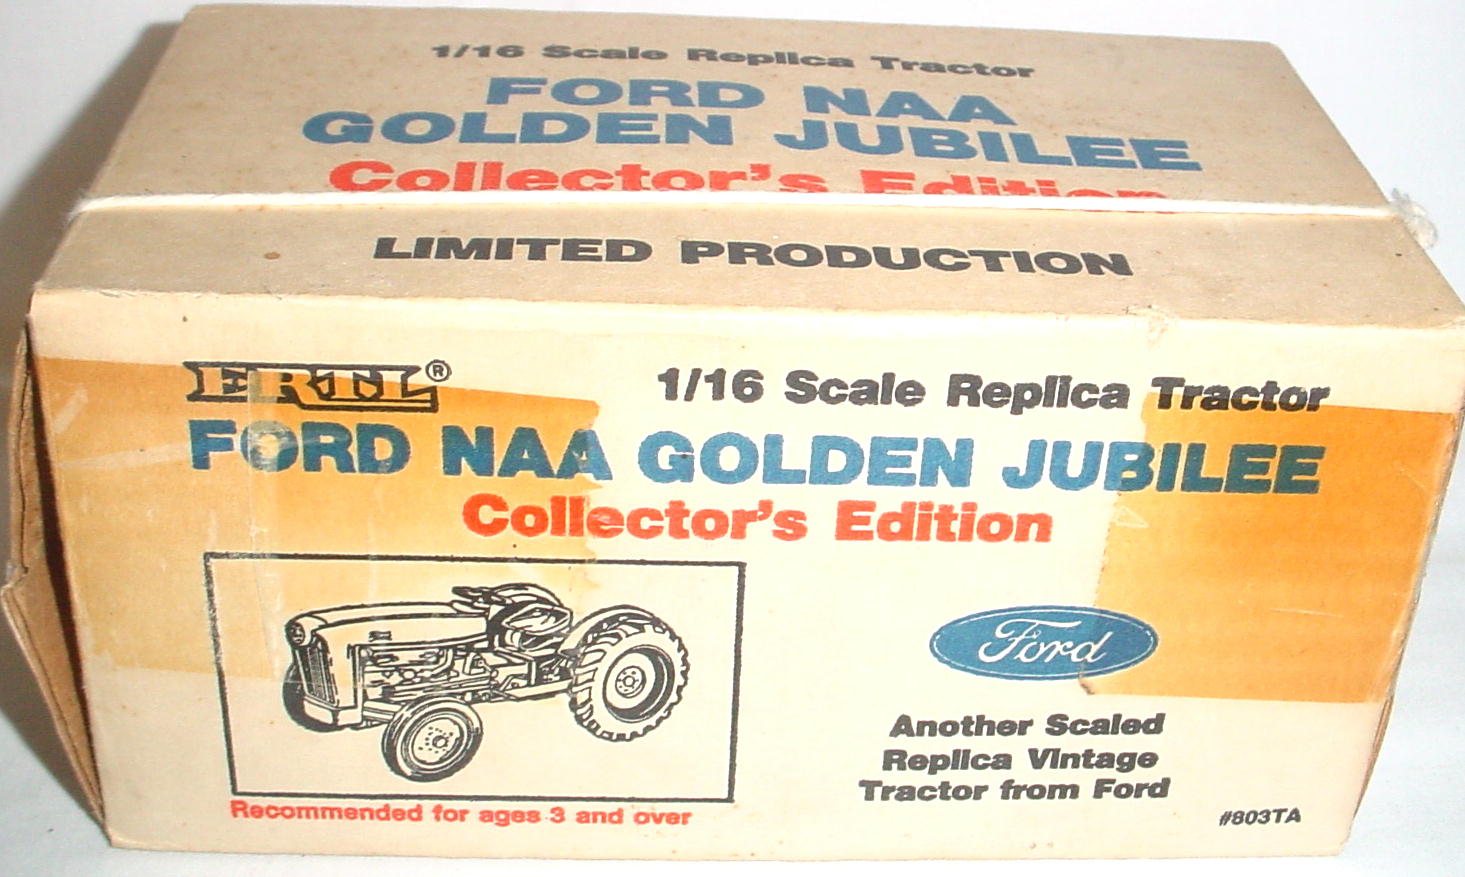 1/16 Scale Replica Tractor
FORD NAA
GOLDEN JUBILEE
Collector's Edition
LIMITED PRODUCTION
ERTL®
1/16 Scale Replica Tractor
FORD NAA GOLDEN JUBILEE
Collector's Edition
Ford
Another Scaled
Replica Vintage
Tractor from Ford
Recommended for ages 3 and over
#803TA